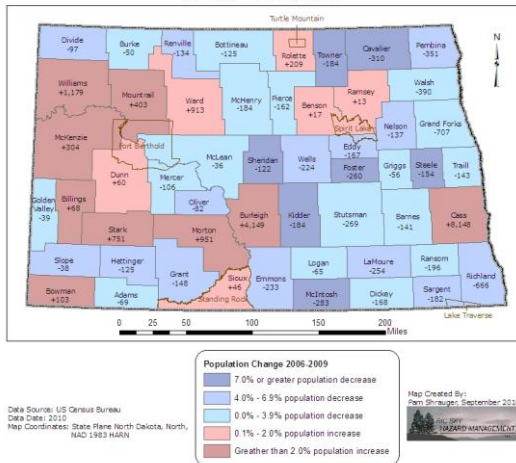 Turtle Mountain
Divide
-97
Burke
-50
Renville
-134
Bottineau
-125
Rolette
+209
Towner
-184
Cavalier
-310
Pembina
-351
N
Williams
+1,179
Mountrail
+403
Ward
+913
McHenry
-184
Pierce
-162
Benson
+17
Ramsey
+13
Walsh
-390
Spirit Lake
Nelson
-137
Grand Forks
-707
McKenzie
+304
Fort Berthold
McLean
-36
Sheridan
-122
Wells
-224
Eddy
-167
Foster
-260
Griggs
-56
Steele
-154
Traill
-143
Dunn
+60
Mercer
-106
Oliver
-82
Golden
Valley
-39
Billings
+68
Stark
+751
Morton
+951
Burleigh
+4,149
Kidder
-184
Stutsman
-269
Barnes
-141
Cass
+8,148
Slope
-38
Hettinger
-125
Grant
-148
Sioux
+46
Standing Rock
Emmons
-233
Logan
-65
LaMoure
-254
Ransom
-196
Richland
-666
Bowman
+103
Adams
-69
McIntosh
-283
Dickey
-168
Sargent
-182
Lake Traverse
0 25 50 100 150 200
Miles
Population Change 2006-2009
7.0% or greater population decrease
4.0% - 6.9% population decrease
0.0% - 3.9% population decrease
0.1% - 2.0% population increase
Greater than 2.0% population increase
Data Source: US Census Bureau
Data Date: 2010
Map Coordinates: State Plane North Dakota, North,
NAD 1983 HARN
Map Created By:
Pam Shrauger, September 2010
BIG SKY
HAZARD MANAGEMENT